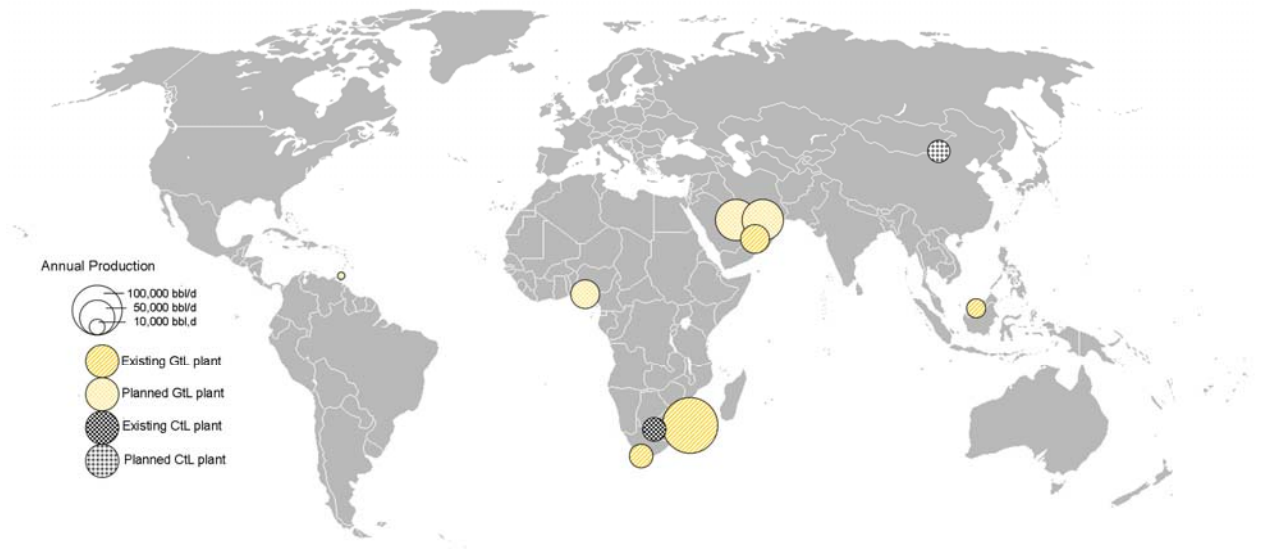 Annual Production
100,000 bbl/d
50,000 bbl/d
10,000 bbl,d
Existing GtL plant
Planned GtL plant
Existing CtL plant
Planned CtL plant